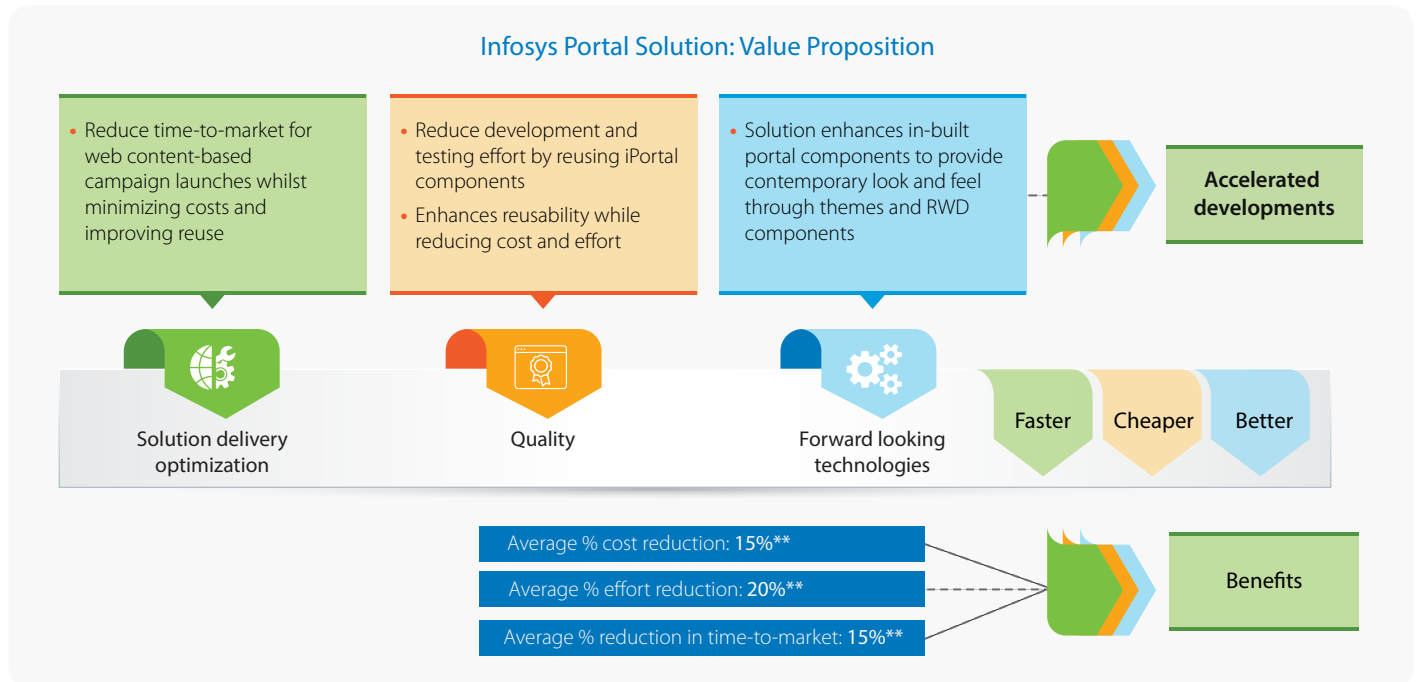 Infosys Portal Solution: Value Proposition
• Reduce time-to-market for
web content-based
campaign launches whilst
minimizing costs and
improving reuse
• Reduce development and
testing effort by reusing iPortal
components
• Enhances reusability while
reducing cost and effort
• Solution enhances in-built
portal components to provide
contemporary look and feel
through themes and RWD
components
Accelerated
developments
Solution delivery
optimization
Quality
Forward looking
technologies
Faster
Cheaper
Better
Average % cost reduction: 15%**
Average % effort reduction: 20%**
Average % reduction in time-to-market: 15%**
Benefits